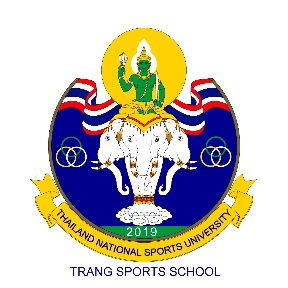 2019
THAILAND NATIONAL SPORTS UNIVERSITY
TRANG SPORTS SCHOOL